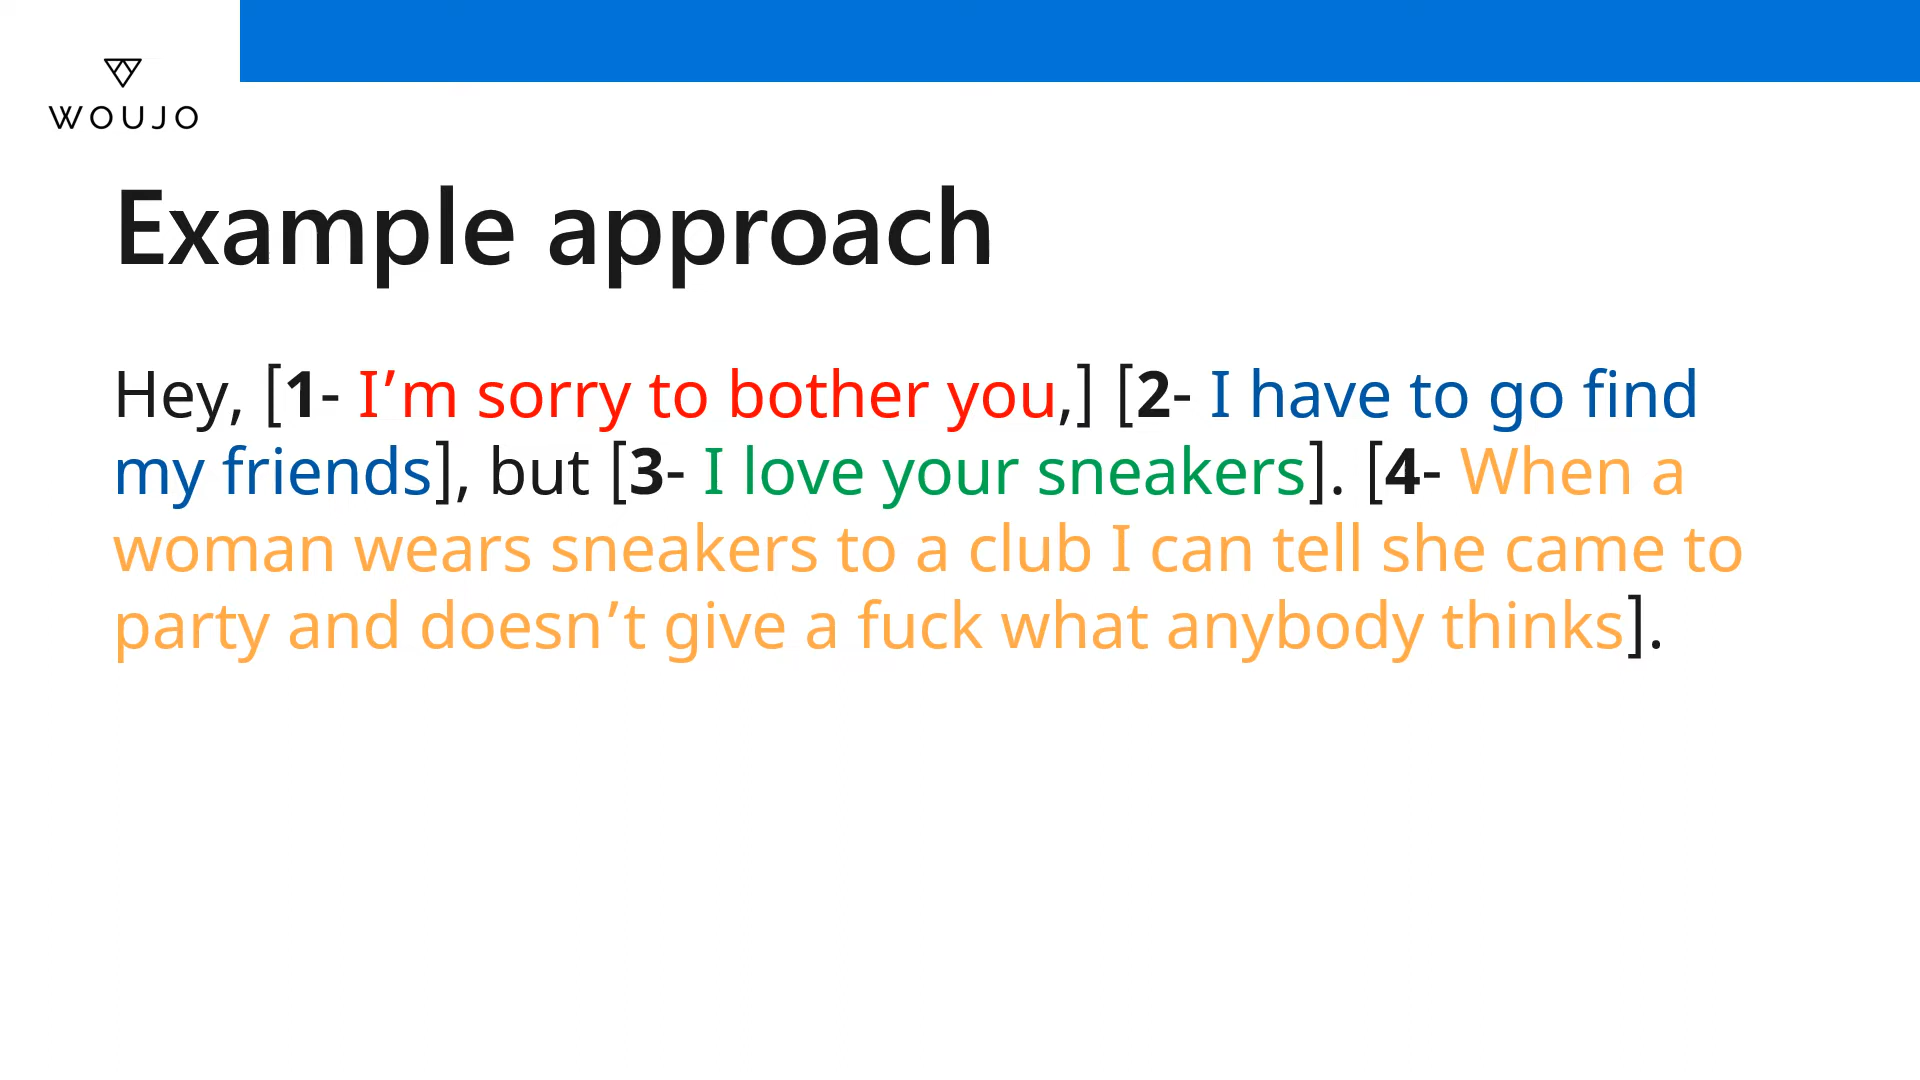 WOUJO
Example approach
Hey, [1- I’m sorry to bother you,] [2- I have to go find
my friends], but [3- I love your sneakers]. [4- When a
woman wears sneakers to a club I can tell she came to
party and doesn’t give a fuck what anybody thinks].